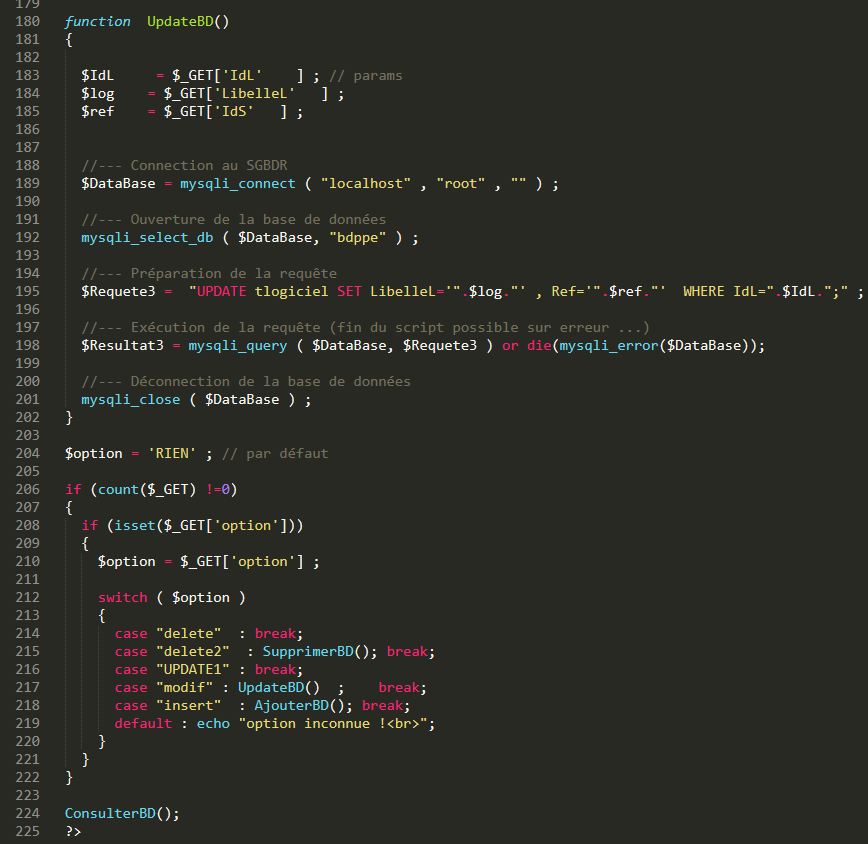 179
180 function UpdateBD()
181 {
182
183 $IdL = $_GET['IdL' ] ; // params
184 $log = $_GET['LibelleL' ] ;
185 $ref = $_GET['IdS' ] ;
186
187
188 //--- Connection au SGBDR
189 $DataBase = mysqli_connect ( "localhost" , "root" , "" ) ;
190
191 //--- Ouverture de la base de données
192 mysqli_select_db ( $DataBase, "bdppe" ) ;
193
194 //--- Préparation de la requête
195 $Requete3 = "UPDATE tlogiciel SET LibelleL='".$log."' , Ref='".$ref."' WHERE IdL=".$IdL.";" ;
196
197 //--- Exécution de la requête (fin du script possible sur erreur ...)
198 $Resultat3 = mysqli_query ( $DataBase, $Requete3 ) or die(mysqli_error($DataBase));
199
200 //--- Déconnection de la base de données
201 mysqli_close ( $DataBase ) ;
202 }
203
204 $option = 'RIEN' ; // par défaut
205
206 if (count($_GET) !=0)
207 {
208 if (isset($_GET['option']))
209 {
210 $option = $_GET['option'] ;
211
212 switch ( $option )
213 {
214 case "delete" : break;
215 case "delete2" : SupprimerBD(); break;
216 case "UPDATE1" : break;
217 case "modif" : UpdateBD() ; break;
218 case "insert" : AjouterBD(); break;
219 default : echo "option inconnue !<br>";
220 }
221 }
222 }
223
224 ConsulterBD();
225 ?>